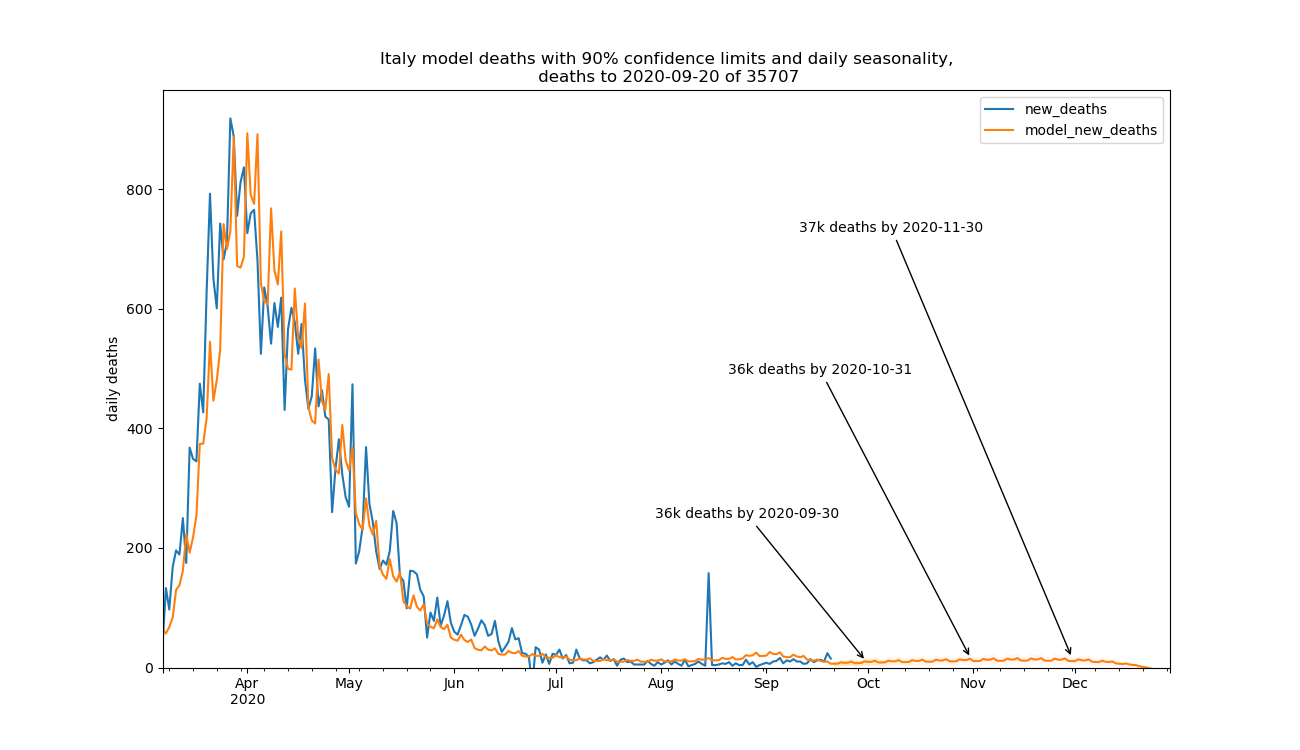 Italy model deaths with 90% confidence limits and daily seasonality,
deaths to 2020-09-20 of 35707
new_deaths
model_new_deaths
800
600
400
200
0
daily deaths
37k deaths by 2020-11-30
36k deaths by 2020-10-31
36k deaths by 2020-09-30
Apr
2020
May
Jun
Jul
Aug
Sep
Oct
Nov
Dec